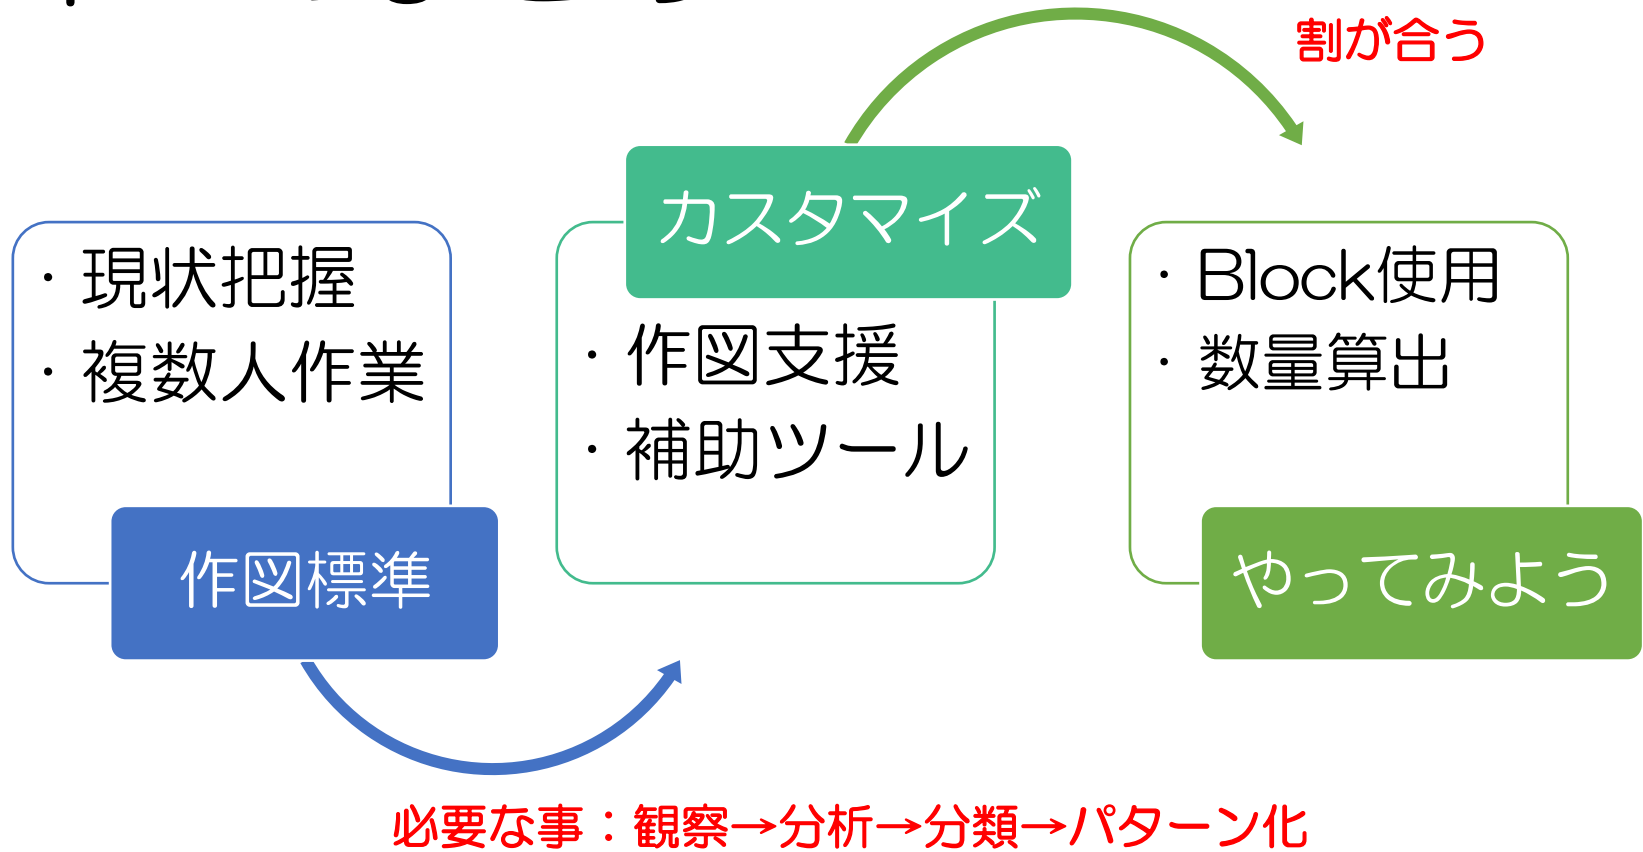 割が合う
・現状把握
・複数人作業
作図標準
カスタマイズ
・作図支援
・補助ツール
・Block使用
・数量算出
やってみよう
必要な事：観察→分析→分類→パターン化